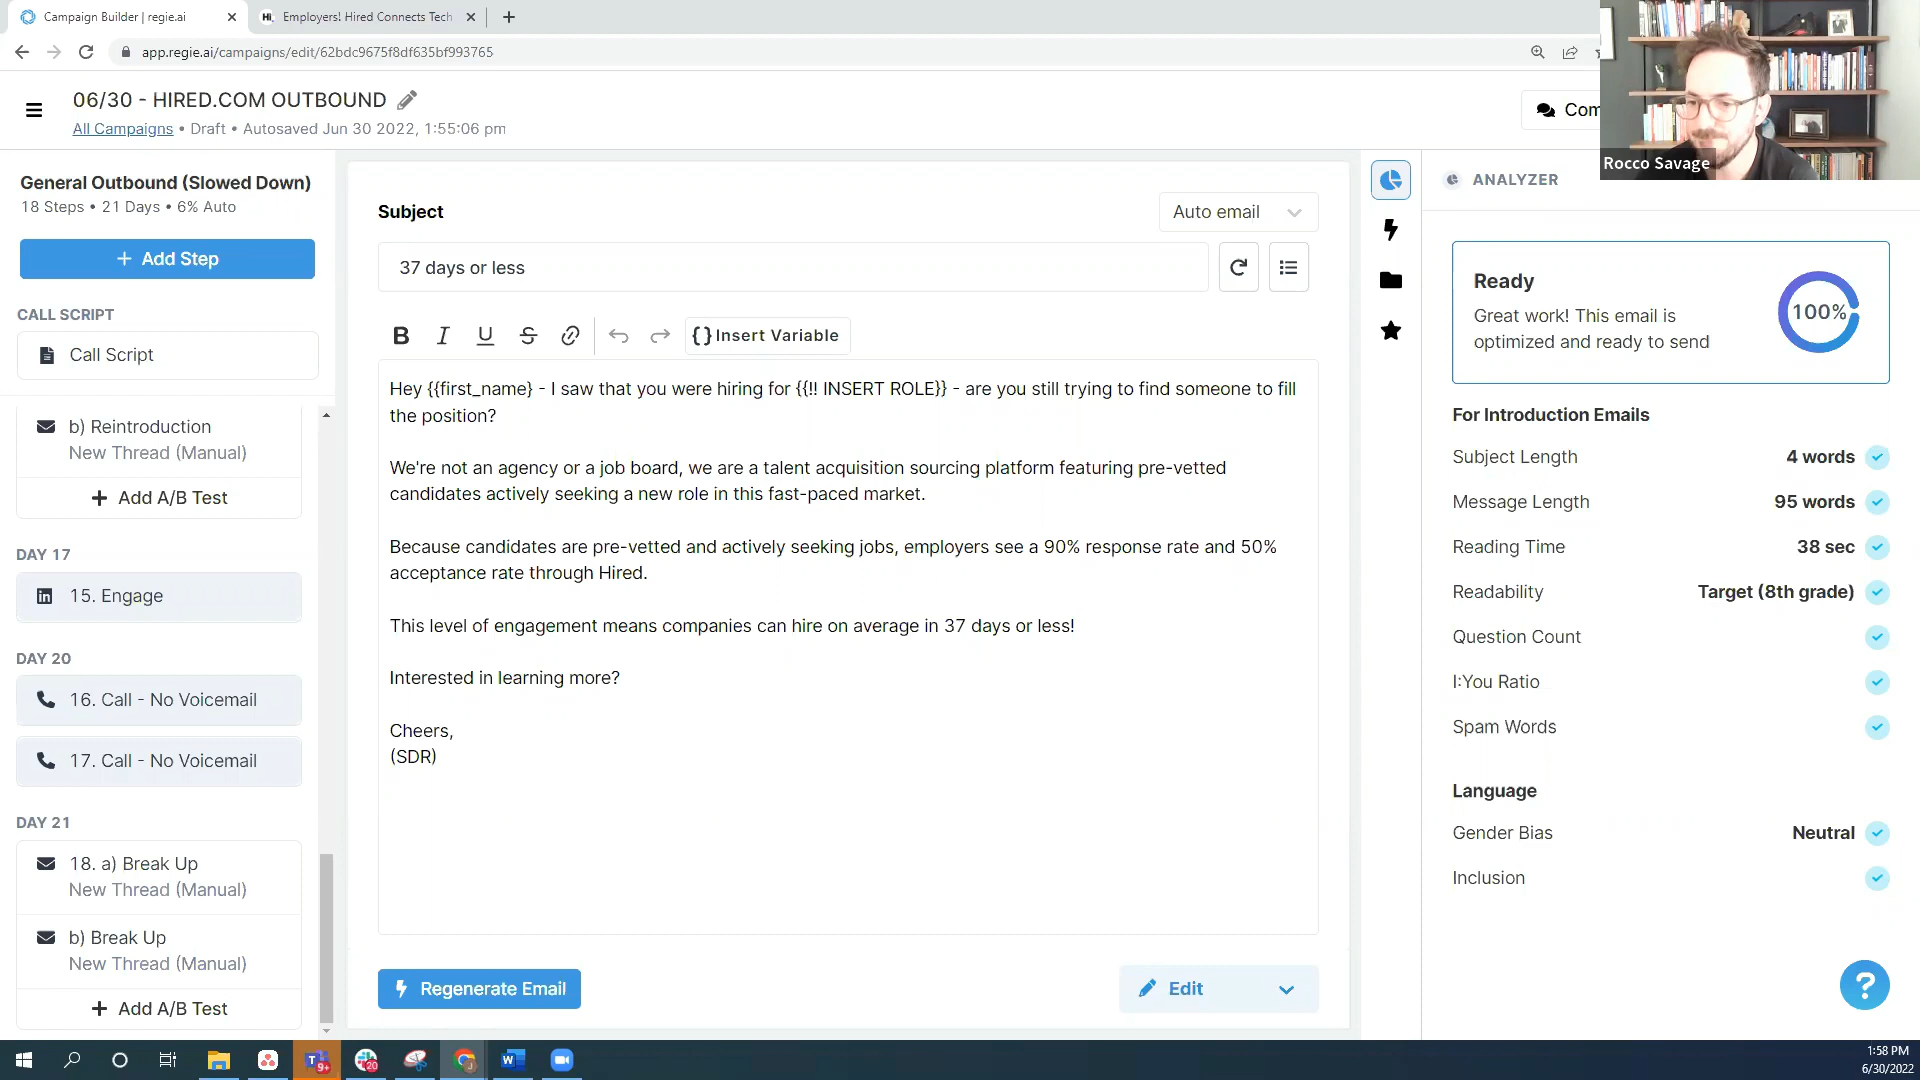 Campaign Builder | regie.ai
Hi. Employers! Hired Connects Tech
app.regie.ai/campaigns/edit/62bdc9675f8df635bf993765
06/30 - HIRED.COM OUTBOUND
All Campaigns • Draft • Autosaved Jun 30 2022, 1:55:06 pm
Com
Rocco Savage
General Outbound (Slowed Down)
18 Steps • 21 Days • 6% Auto
+ Add Step
CALL SCRIPT
Call Script
b) Reintroduction
New Thread (Manual)
+ Add A/B Test
DAY 17
in 15. Engage
DAY 20
16. Call - No Voicemail
17. Call - No Voicemail
DAY 21
18. a) Break Up
New Thread (Manual)
b) Break Up
New Thread (Manual)
+ Add A/B Test
Subject
Auto email
37 days or less
B I U S {} Insert Variable
Hey {{first_name} - I saw that you were hiring for {{!! INSERT ROLE}} - are you still trying to find someone to fill
the position?
We're not an agency or a job board, we are a talent acquisition sourcing platform featuring pre-vetted
candidates actively seeking a new role in this fast-paced market.
Because candidates are pre-vetted and actively seeking jobs, employers see a 90% response rate and 50%
acceptance rate through Hired.
This level of engagement means companies can hire on average in 37 days or less!
Interested in learning more?
Cheers,
(SDR)
Regenerate Email
Edit
ANALYZER
Ready
Great work! This email is
optimized and ready to send
100%
For Introduction Emails
Subject Length 4 words
Message Length 95 words
Reading Time 38 sec
Readability Target (8th grade)
Question Count
I:You Ratio
Spam Words
Language
Gender Bias Neutral
Inclusion
?
9+
20
W
1:58 PM
6/30/2022